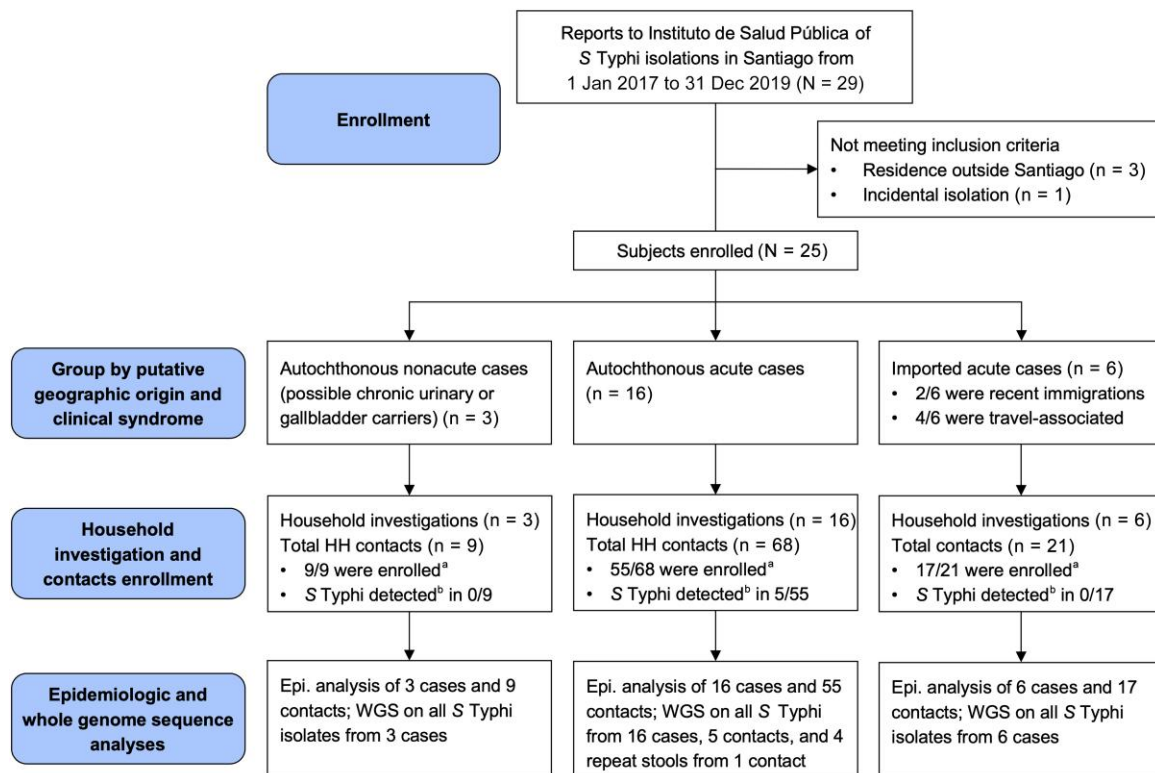 Reports to Instituto de Salud Pública of
S Typhi isolations in Santiago from
1 Jan 2017 to 31 Dec 2019 (N = 29)
Enrollment
Not meeting inclusion criteria
• Residence outside Santiago (n = 3)
• Incidental isolation (n = 1)
Subjects enrolled (N = 25)
Group by putative
geographic origin and
clinical syndrome
Autochthonous nonacute cases
(possible chronic urinary or
gallbladder carriers) (n = 3)
Autochthonous acute cases
(n = 16)
Imported acute cases (n = 6)
• 2/6 were recent immigrations
• 4/6 were travel-associated
Household
investigation and
contacts enrollment
Household investigations (n = 3)
Total HH contacts (n = 9)
• 9/9 were enrolledᵃ
• S Typhi detectedᵇ in 0/9
Household investigations (n = 16)
Total HH contacts (n = 68)
• 55/68 were enrolledᵃ
• S Typhi detectedᵇ in 5/55
Household investigations (n = 6)
Total contacts (n = 21)
• 17/21 were enrolledᵃ
• S Typhi detectedᵇ in 0/17
Epidemiologic and
whole genome sequence
analyses
Epi. analysis of 3 cases and 9
contacts; WGS on all S Typhi
isolates from 3 cases
Epi. analysis of 16 cases and 55
contacts; WGS on all S Typhi
from 16 cases, 5 contacts, and 4
repeat stools from 1 contact
Epi. analysis of 6 cases and 17
contacts; WGS on all S Typhi
isolates from 6 cases